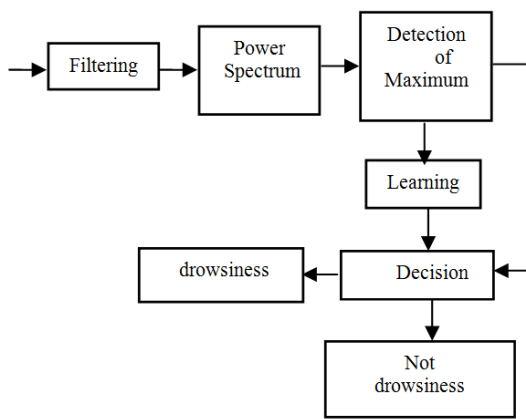 Filtering
Power
Spectrum
Detection
of
Maximum
Learning
Decision
drowsiness
Not
drowsiness